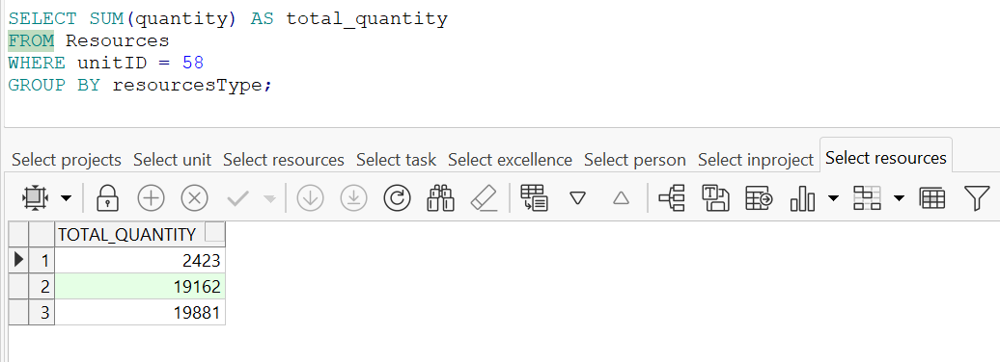 SELECT SUM(quantity) AS total_quantity
FROM Resources
WHERE unitID = 58
GROUP BY resourcesType;
Select projects Select unit Select resources Select task Select excellence Select person Select inproject Select resources
TOTAL_QUANTITY
1 2423
2 19162
3 19881